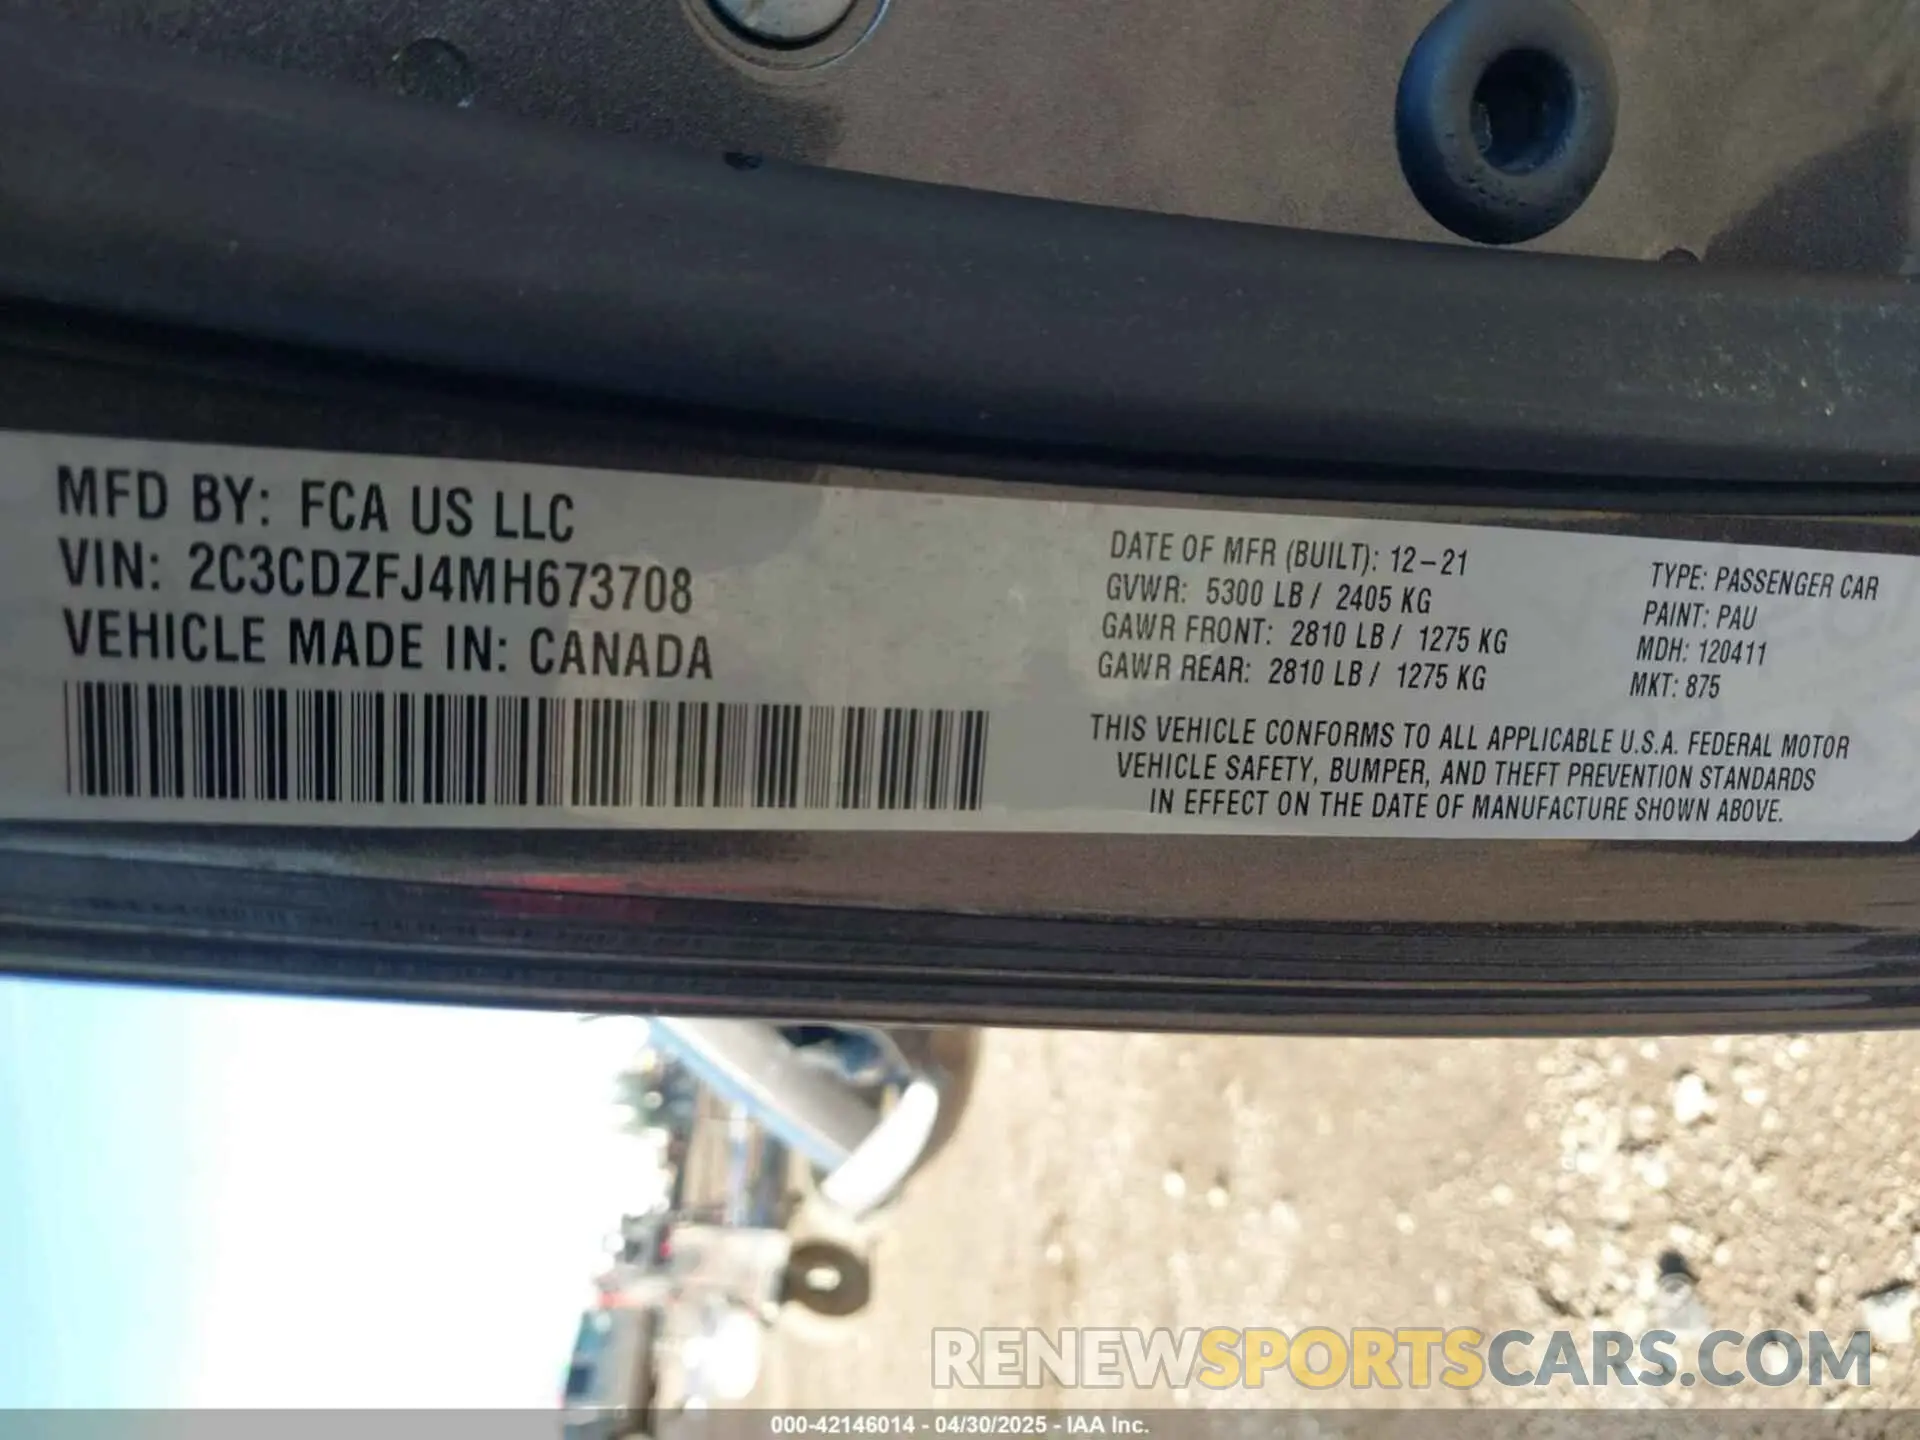 MFD BY: FCA US LLC
VIN: 2C3CDZFJ4MH673708
VEHICLE MADE IN: CANADA
DATE OF MFR (BUILT): 12-21
GVWR: 5300 LB / 2405 KG
GAWR FRONT: 2810 LB / 1275 KG
GAWR REAR: 2810 LB / 1275 KG
TYPE: PASSENGER CAR
PAINT: PAU
MDH: 120411
MKT: 875
THIS VEHICLE CONFORMS TO ALL APPLICABLE U.S.A. FEDERAL MOTOR
VEHICLE SAFETY, BUMPER, AND THEFT PREVENTION STANDARDS
IN EFFECT ON THE DATE OF MANUFACTURE SHOWN ABOVE.
RENEWSPORTSCARS.COM
000-42146014 - 04/30/2025 - IAA Inc.